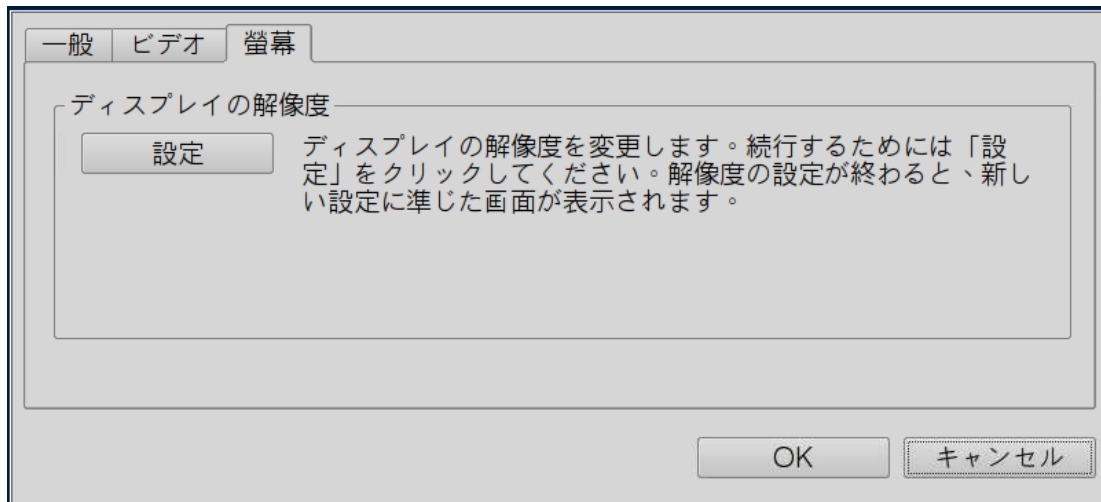 一般 ビデオ 螢幕
ディスプレイの解像度
設定
ディスプレイの解像度を変更します。続行するためには「設
定」をクリックしてください。解像度の設定が終わると、新し
い設定に準じた画面が表示されます。
OK キャンセル